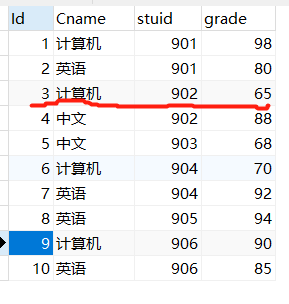 Id Cname stuid grade
1 计算机 901 98
2 英语 901 80
3 计算机 902 65
4 中文 902 88
5 中文 903 68
6 计算机 904 70
7 英语 904 92
8 英语 905 94
9 计算机 906 90
10 英语 906 85